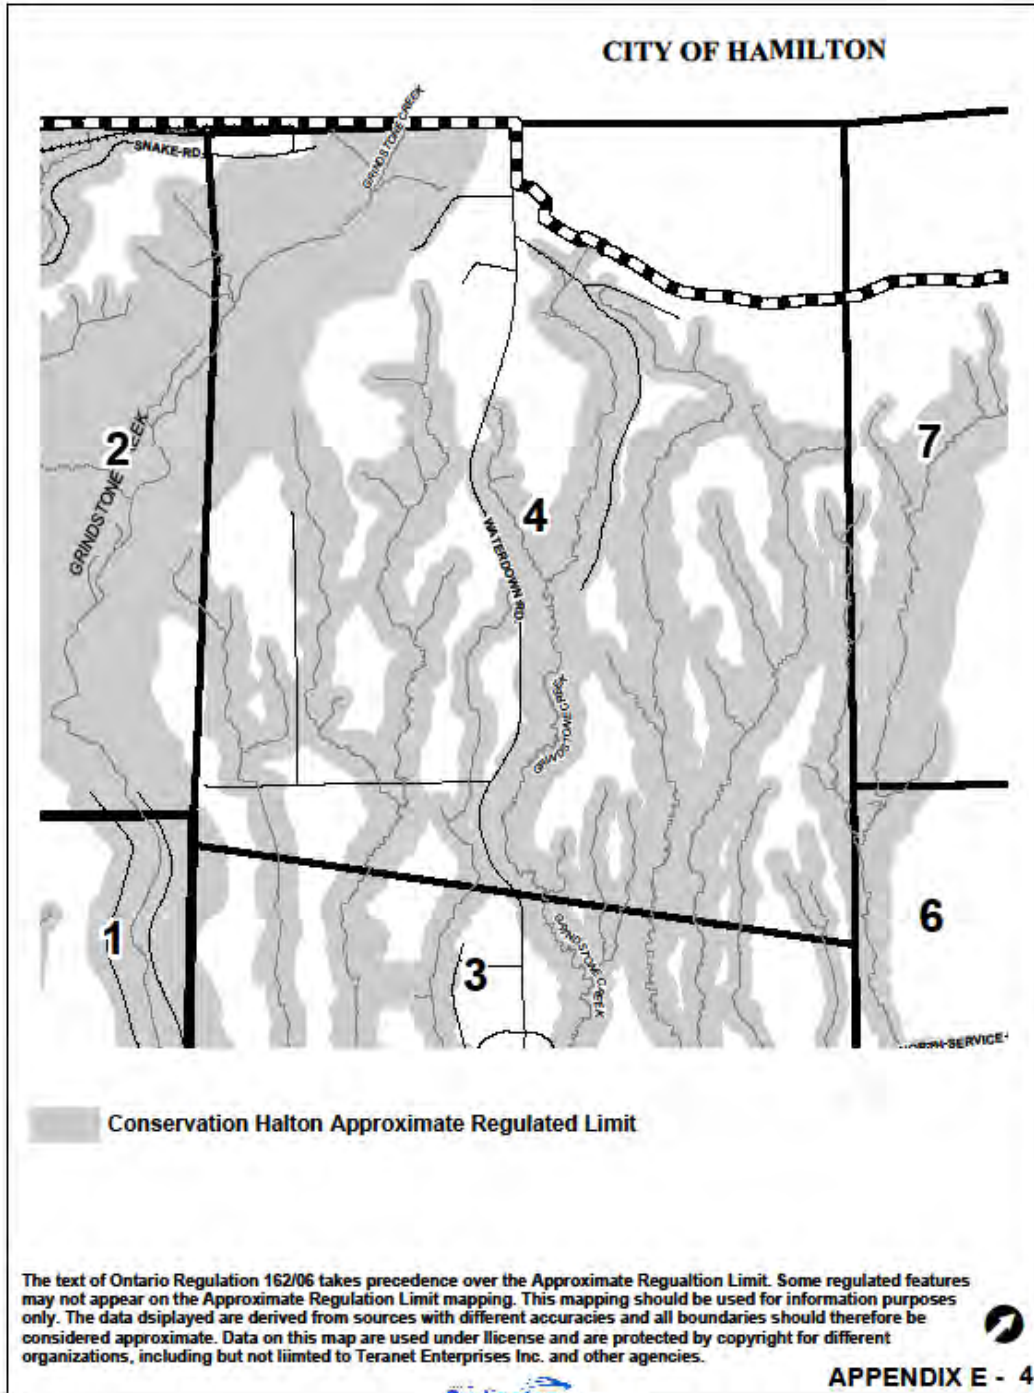 CITY OF HAMILTON
GRINDSTONE CREEK
SNAKE RD.
2
GRINDSTONE CREEK
7
4
WATERDOWN RD.
GRINDSTONE CREEK
1
3
GRINDSTONE CREEK
6
NORTH SERVICE
Conservation Halton Approximate Regulated Limit
The text of Ontario Regulation 162/06 takes precedence over the Approximate Regualtion Limit. Some regulated features
may not appear on the Approximate Regulation Limit mapping. This mapping should be used for information purposes
only. The data dsiplayed are derived from sources with different accuracies and all boundaries should therefore be
considered approximate. Data on this map are used under llicense and are protected by copyright for different
organizations, including but not liimted to Teranet Enterprises Inc. and other agencies.
APPENDIX E - 4